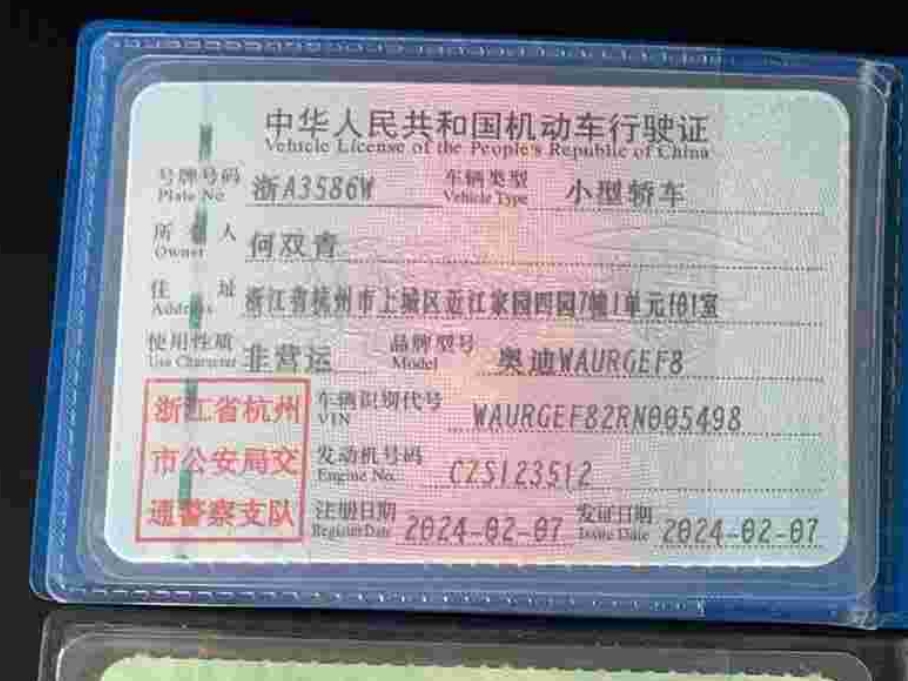 中华人民共和国机动车行驶证
Vehicle License of the People's Republic of China
号牌号码 浙A3586W 车辆类型 小型轿车
Plate No Vehicle Type
所有人 何双青
Owner
住址 浙江省杭州市上城区近江家园四园7幢1单元101室
Address
使用性质 非营运 品牌型号 奥迪WAURGEF8
Use Character Model
浙江省杭州
市公安局交
通警察支队
车辆识别代号 WAURGEF82RN005498
VIN
发动机号码 CZS123512
Engine No.
注册日期 2024-02-07 发证日期 2024-02-07
Register Date Issue Date